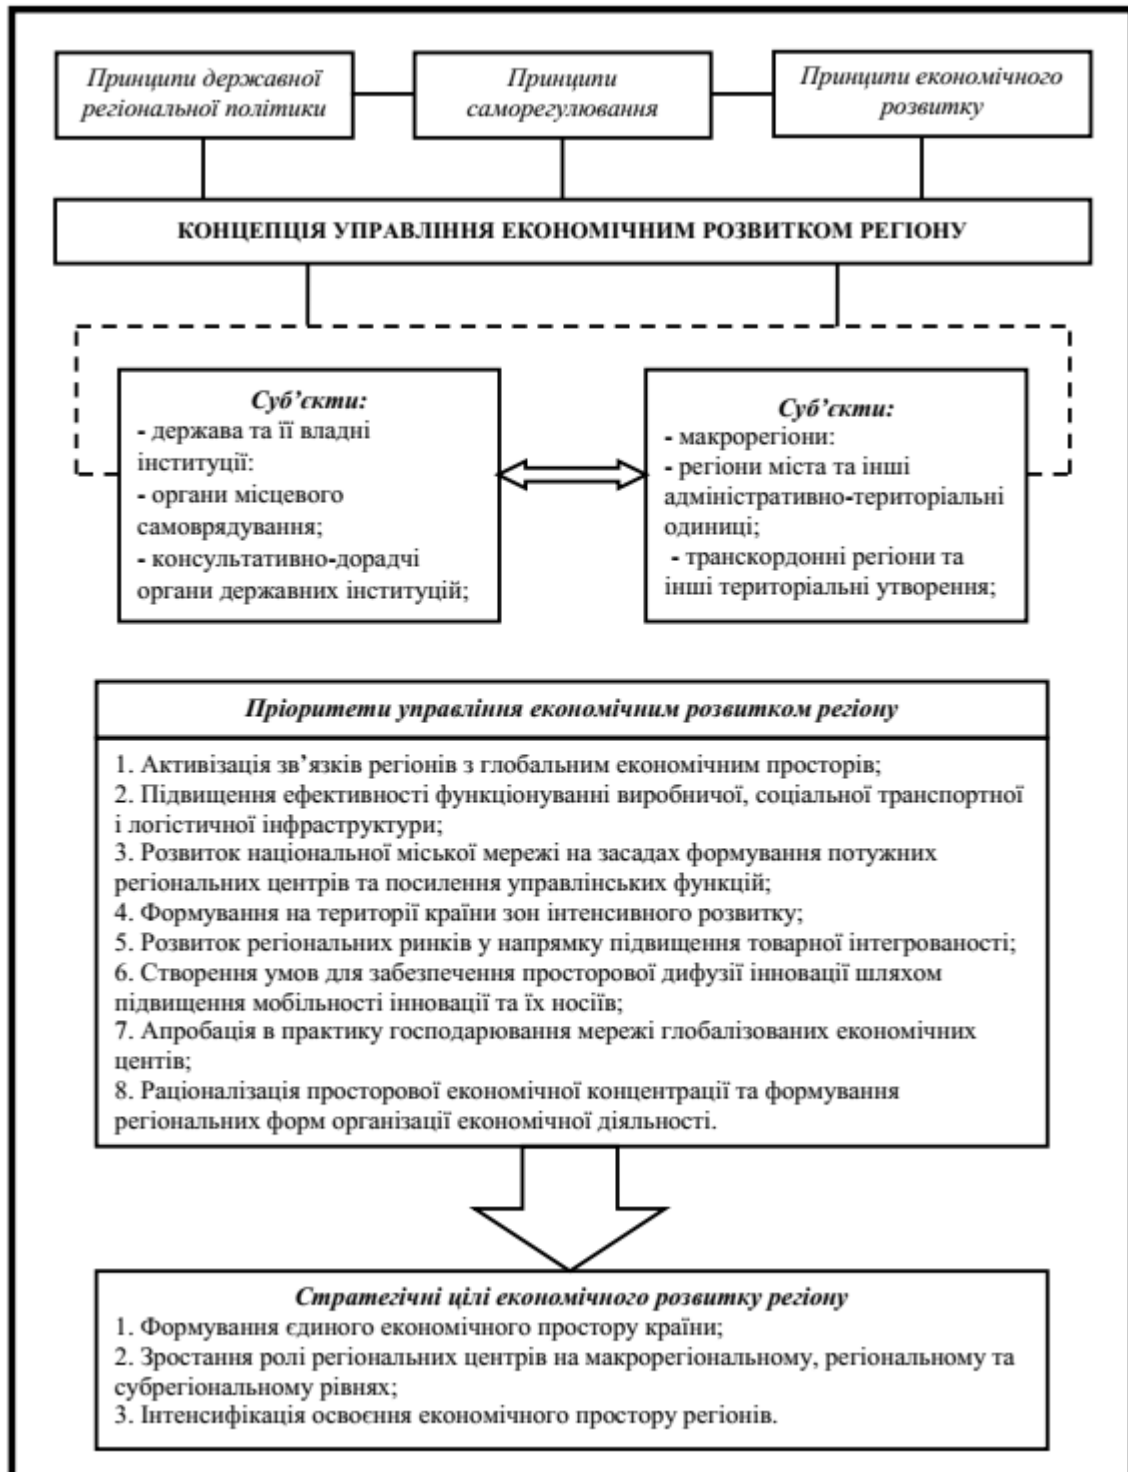 Принципи державної
регіональної політики
Принципи
саморегулювання
Принципи економічного
розвитку
КОНЦЕПЦІЯ УПРАВЛІННЯ ЕКОНОМІЧНИМ РОЗВИТКОМ РЕГІОНУ
Суб’єкти:
- держава та її владні
інституції:
- органи місцевого
самоврядування;
- консультативно-дорадчі
органи державних інституцій;
Суб’єкти:
- макрорегіони:
- регіони міста та інші
адміністративно-територіальні
одиниці;
- транскордонні регіони та
інші територіальні утворення;
Пріоритети управління економічним розвитком регіону
1. Активізація зв’язків регіонів з глобальним економічним просторів;
2. Підвищення ефективності функціонуванні виробничої, соціальної транспортної
і логістичної інфраструктури;
3. Розвиток національної міської мережі на засадах формування потужних
регіональних центрів та посилення управлінських функцій;
4. Формування на території країни зон інтенсивного розвитку;
5. Розвиток регіональних ринків у напрямку підвищення товарної інтегрованості;
6. Створення умов для забезпечення просторової дифузії інновації шляхом
підвищення мобільності інновації та їх носіїв;
7. Апробація в практику господарювання мережі глобалізованих економічних
центів;
8. Раціоналізація просторової економічної концентрації та формування
регіональних форм організації економічної діяльності.
Стратегічні цілі економічного розвитку регіону
1. Формування єдиного економічного простору країни;
2. Зростання ролі регіональних центрів на макрорегіональному, регіональному та
субрегіональному рівнях;
3. Інтенсифікація освоєння економічного простору регіонів.